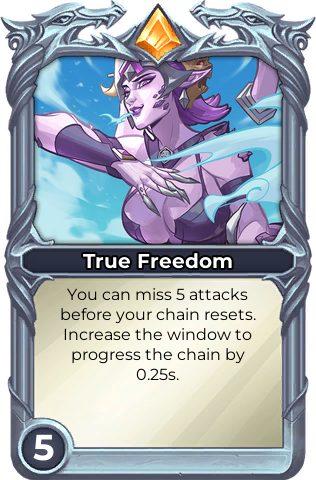 True Freedom
You can miss 5 attacks
before your chain resets.
Increase the window to
progress the chain by
0.25s.
5